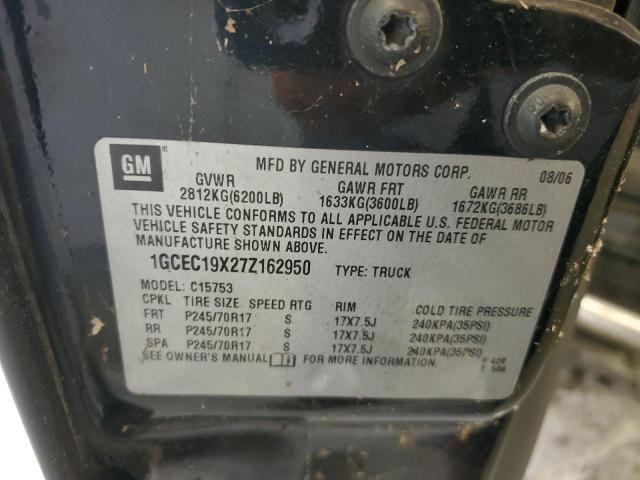 GM MFD BY GENERAL MOTORS CORP. 08/06
GVWR GAWR FRT GAWR RR
2812KG(6200LB) 1633KG(3600LB) 1672KG(3686LB)
THIS VEHICLE CONFORMS TO ALL APPLICABLE U.S. FEDERAL MOTOR
VEHICLE SAFETY STANDARDS IN EFFECT ON THE DATE OF
MANUFACTURE SHOWN ABOVE.
1GCEC19X27Z162950 TYPE: TRUCK
MODEL: C15753
CPKL TIRE SIZE SPEED RTG RIM COLD TIRE PRESSURE
FRT P245/70R17 S 17X7.5J 240KPA(35PSI)
RR P245/70R17 S 17X7.5J 240KPA(35PSI)
SPA P245/70R17 S 17X7.5J 240KPA(35PSI)
SEE OWNER'S MANUAL FOR MORE INFORMATION. F 420
T 506